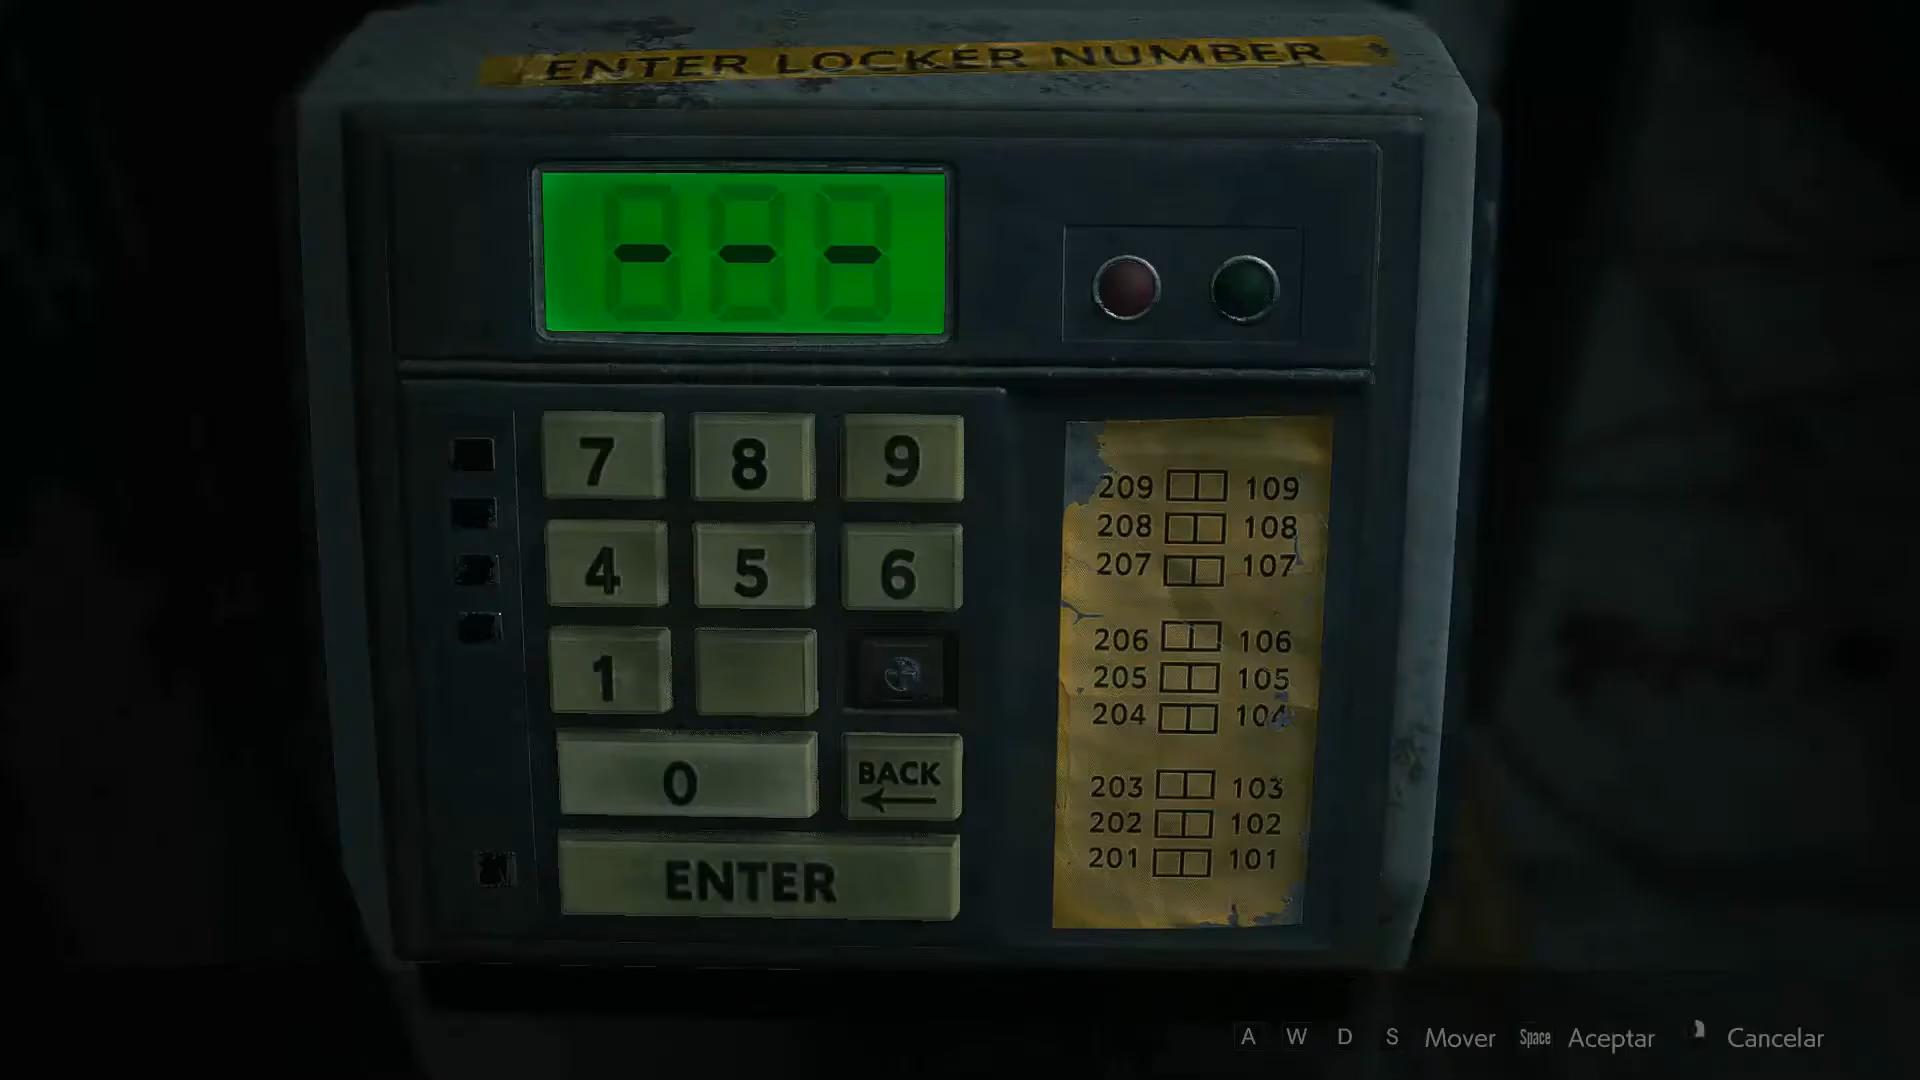 ENTER LOCKER NUMBER
---
7 8 9
4 5 6
1
0 BACK
ENTER
209 109
208 108
207 107
206 106
205 105
204 104
203 103
202 102
201 101
A W D S Mover Space Aceptar Cancelar